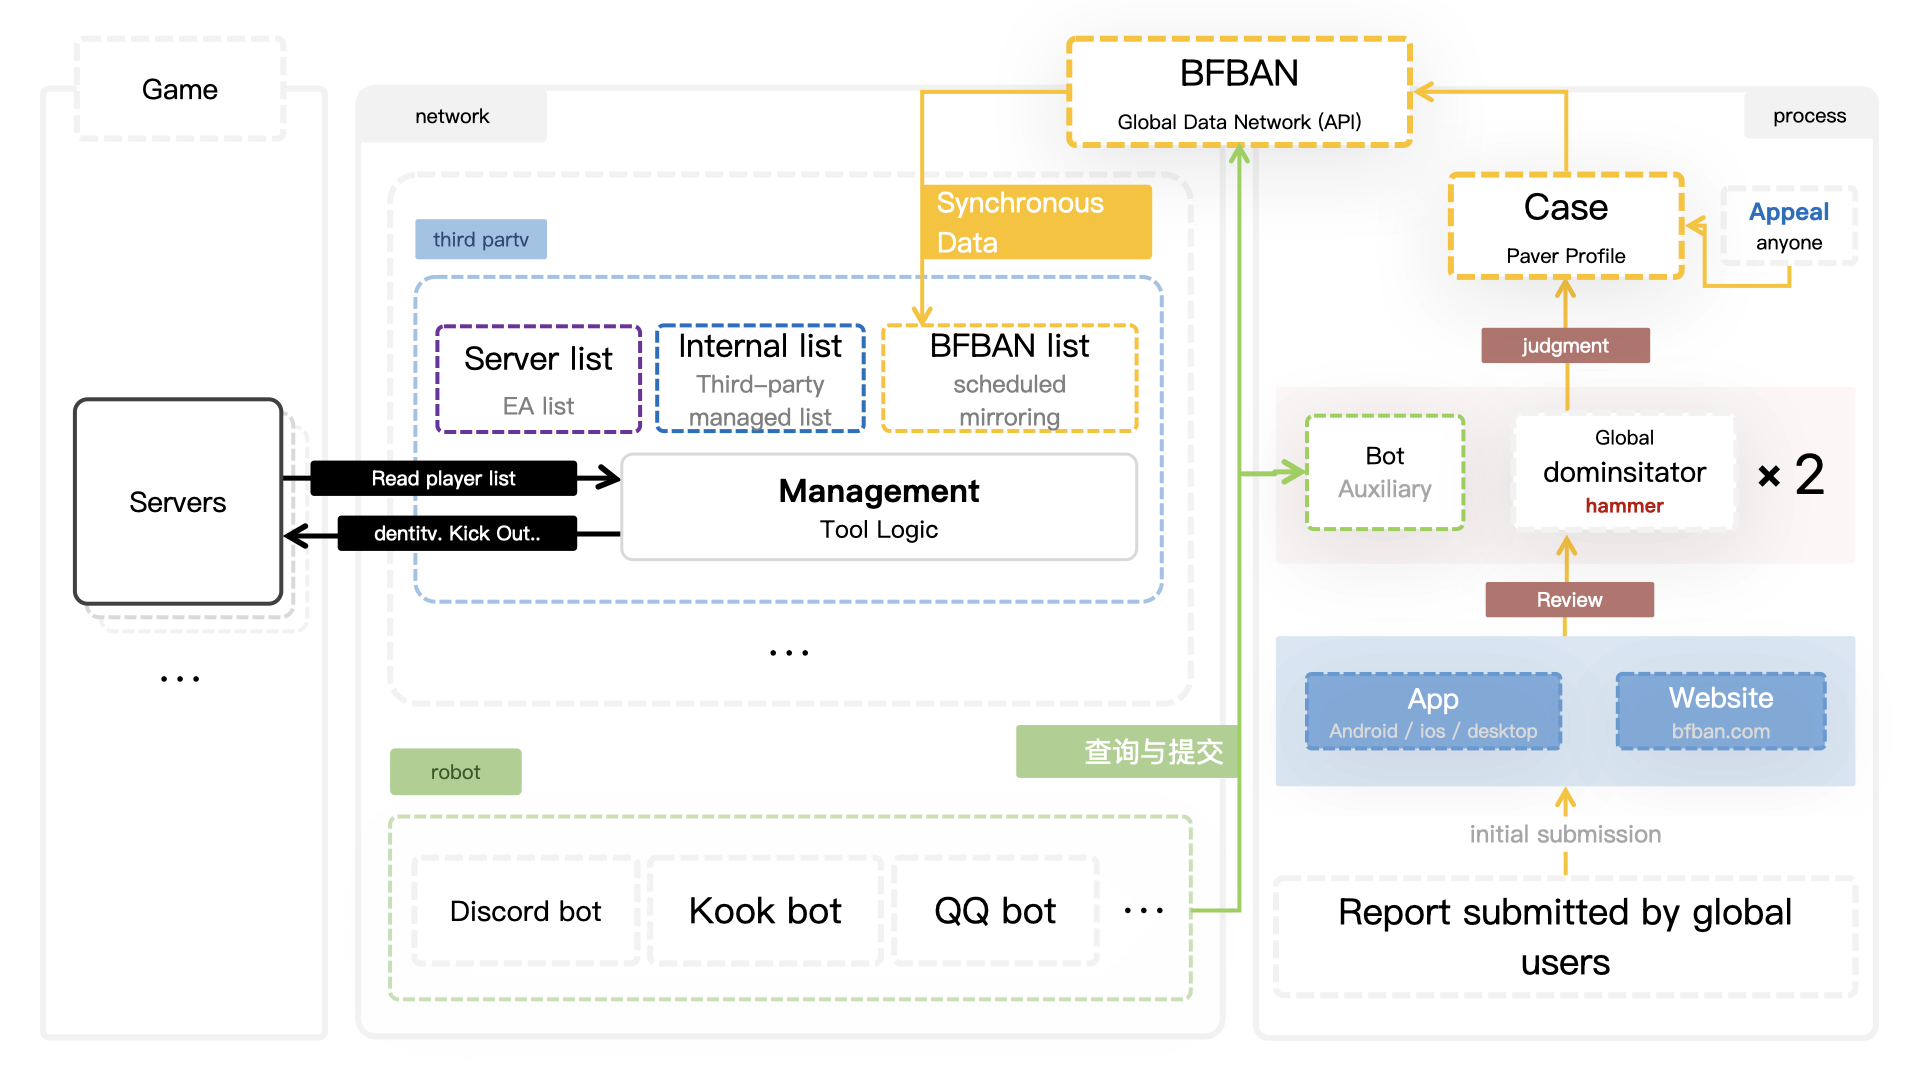 Game
Servers
...
network
third partv
Synchronous
Data
Server list
EA list
Internal list
Third-party
managed list
BFBAN list
scheduled
mirroring
Read player list
dentitv. Kick Out..
Management
Tool Logic
...
robot
查询与提交
Discord bot
Kook bot
QQ bot
...
BFBAN
Global Data Network (API)
process
Case
Paver Profile
Appeal
anyone
judgment
Bot
Auxiliary
Global
dominsitator
hammer
× 2
Review
App
Android / ios / desktop
Website
bfban.com
initial submission
Report submitted by global
users